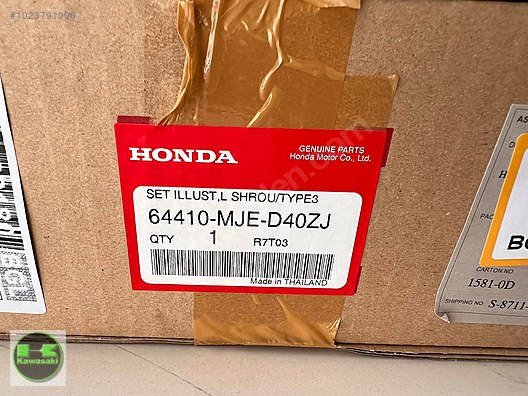 #1023791996
HONDA
GENUINE PARTS
Honda Motor Co., Ltd.
SET ILLUST,L SHROU/TYPE3
64410-MJE-D40ZJ
QTY 1 R7T03
Made in THAILAND
CARTON NO
1581-0D
SHIPPING NO. S-8711-
Kawasaki